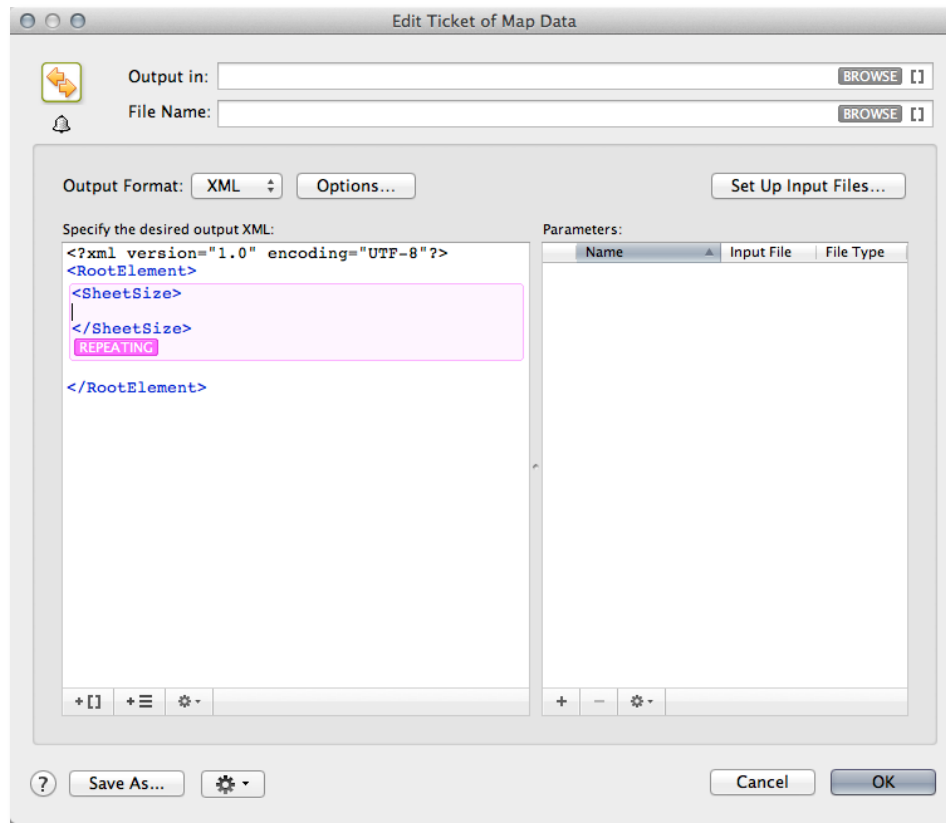 Edit Ticket of Map Data
Output in: BROWSE []
File Name: BROWSE []
Output Format: XML Options... Set Up Input Files...
Specify the desired output XML: Parameters:
Name Input File File Type
<?xml version="1.0" encoding="UTF-8"?>
<RootElement>
<SheetSize>
</SheetSize>
REPEATING
</RootElement>
+[] + + −
? Save As... Cancel OK